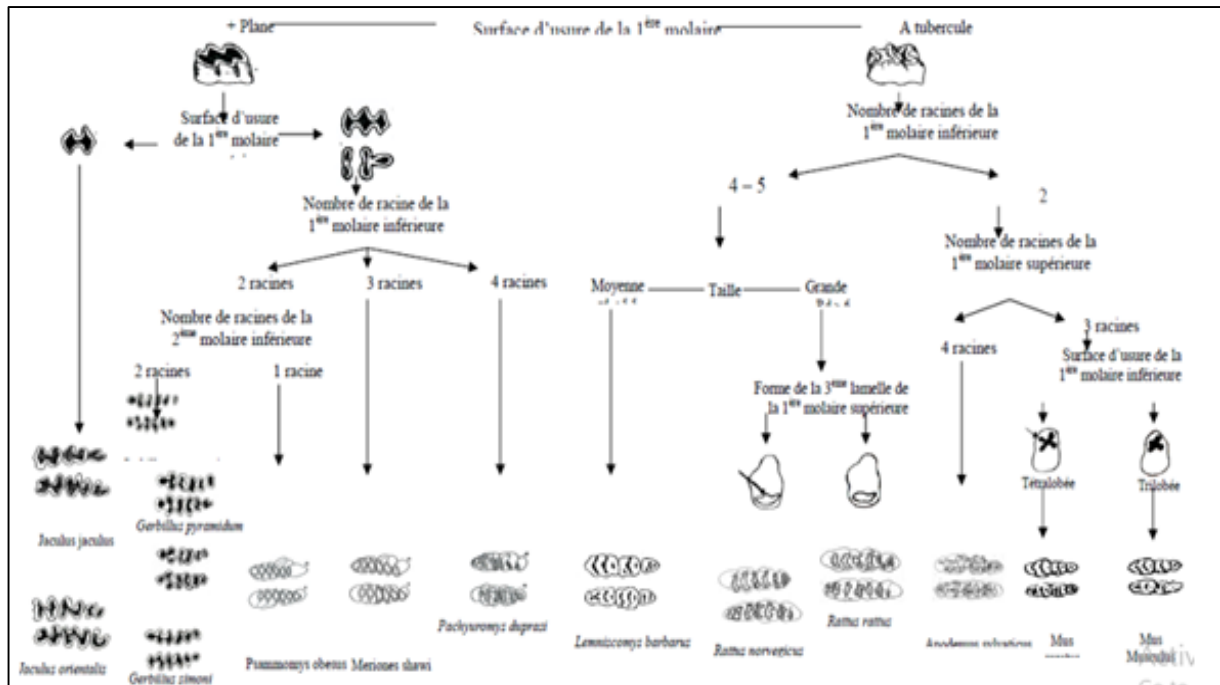 + Plane
Surface d'usure de la 1ère molaire
A tubercule
Surface d'usure
de la 1ère molaire
Nombre de racines de la
1ère molaire inférieure
4 – 5
2
Nombre de racine de la
1ère molaire inférieure
Nombre de racines de la
1ère molaire supérieure
2 racines
3 racines
4 racines
Moyenne
Taille
Grande
Nombre de racines de la
2ème molaire inférieure
4 racines
3 racines
Surface d'usure de la
1ère molaire inférieure
2 racines
1 racine
Forme de la 3ème lamelle de
la 1ère molaire supérieure
Tétralobée
Trilobée
Jaculus jaculus
Gerbillus pyramidum
Pachyuromys duprasi
Lemniscomys barbarus
Rattus norvegicus
Rattus rattus
Apodemus sylvaticus
Mus
Mus
Musculus
Jaculus orientalis
Gerbillus simoni
Psammomys obesus
Meriones shawi